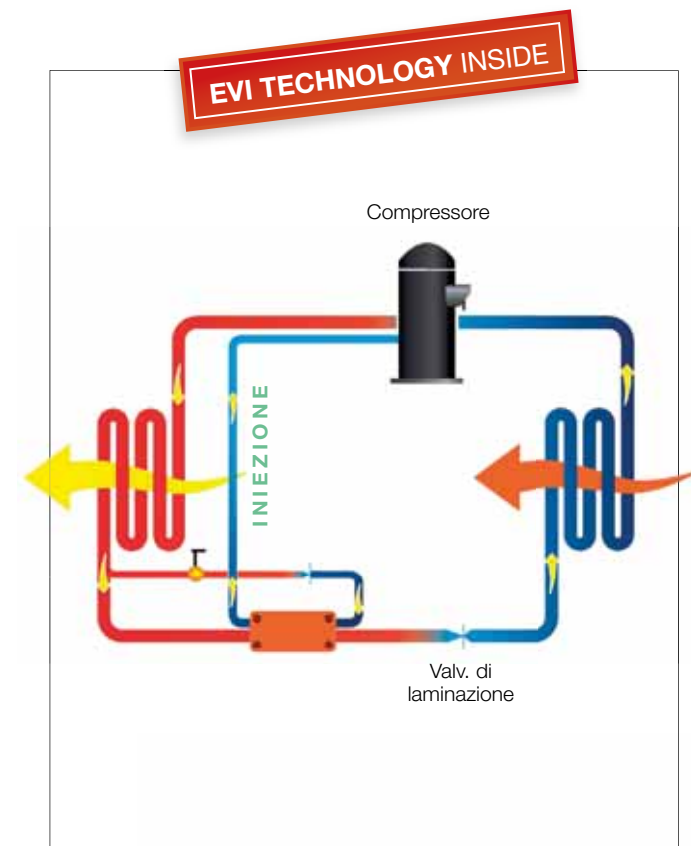 EVI TECHNOLOGY INSIDE
Compressore
INIEZIONE
Valv. di
laminazione